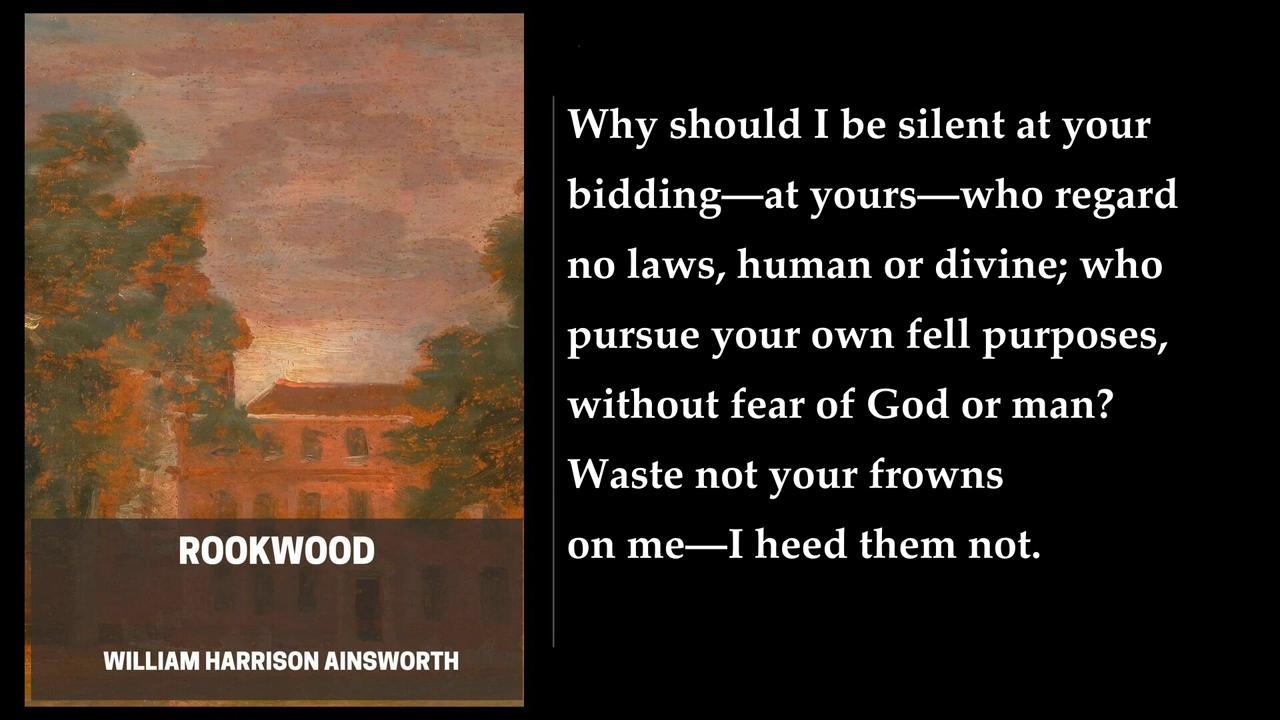 ROOKWOOD
WILLIAM HARRISON AINSWORTH
Why should I be silent at your
bidding—at yours—who regard
no laws, human or divine; who
pursue your own fell purposes,
without fear of God or man?
Waste not your frowns
on me—I heed them not.